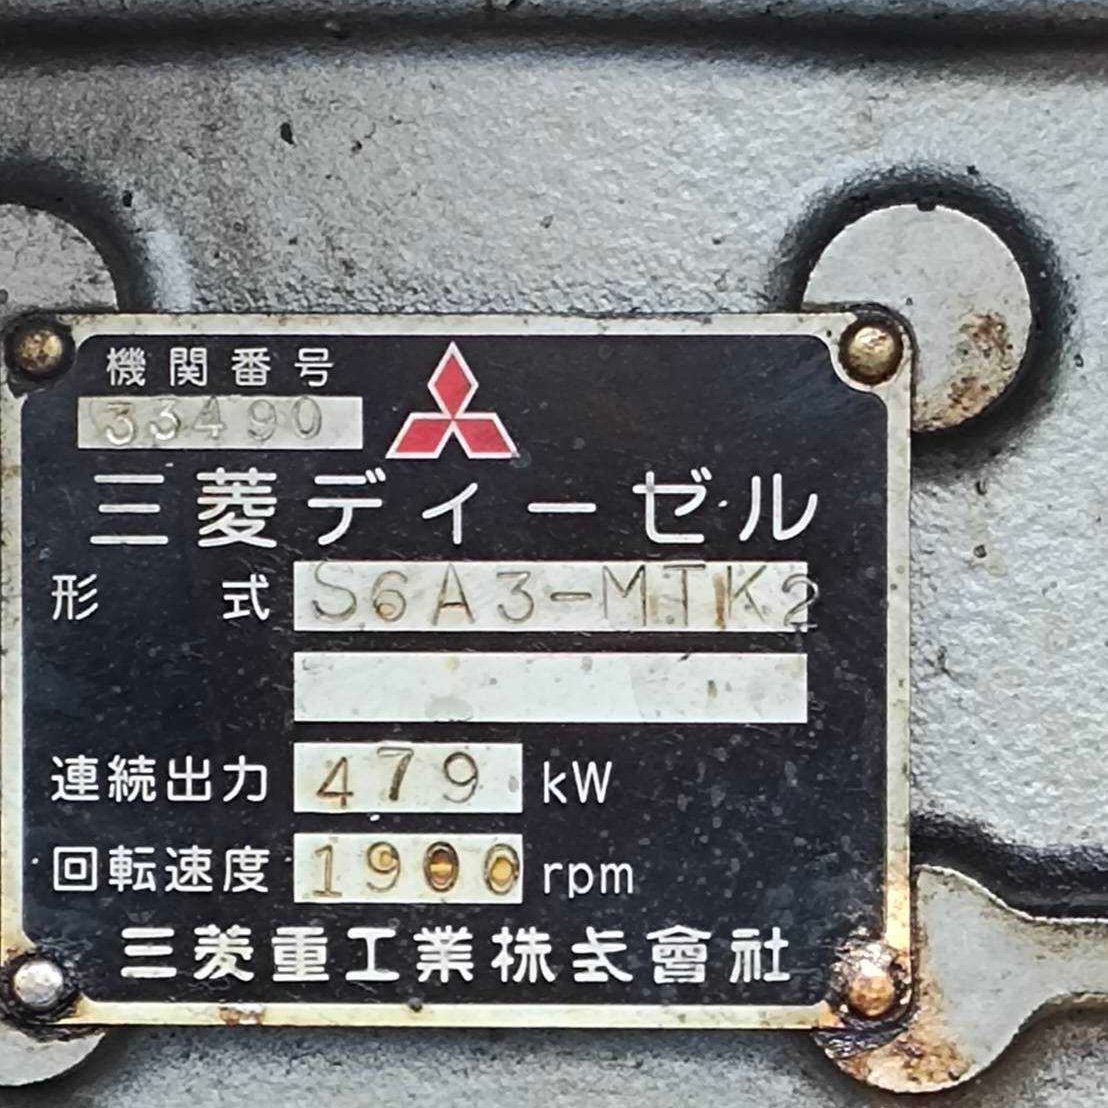 機関番号
33490
三菱ディーゼル
形式 S6A3-MTK2
連続出力 479 kW
回転速度 1900 rpm
三菱重工業株式會社